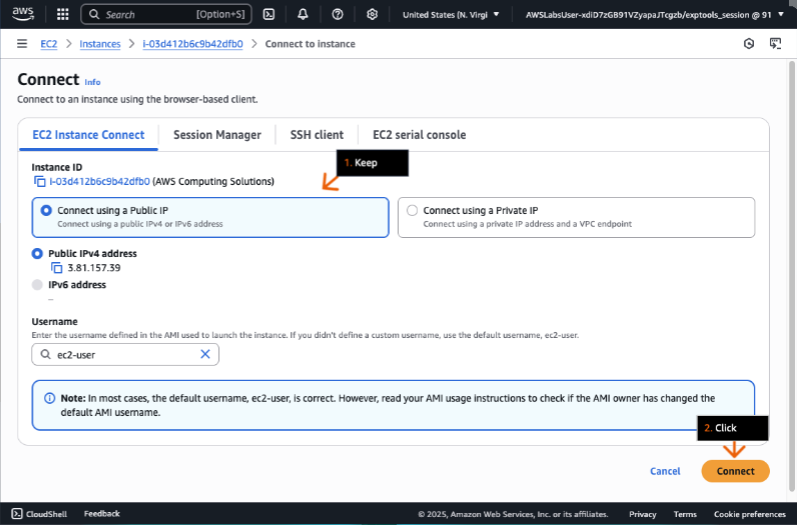 aws
Search [Option+S]
United States (N. Virgi
AWSLabsUser-xdiD7zGB91VZyapaJTcgzb/exptools_session @ 91
EC2 > Instances > i-03d412b6c9b42dfb0 > Connect to instance
Connect Info
Connect to an instance using the browser-based client.
EC2 Instance Connect
Session Manager
SSH client
EC2 serial console
1. Keep
Instance ID
i-03d412b6c9b42dfb0 (AWS Computing Solutions)
Connect using a Public IP
Connect using a public IPv4 or IPv6 address
Connect using a Private IP
Connect using a private IP address and a VPC endpoint
Public IPv4 address
3.81.157.39
IPv6 address
–
Username
Enter the username defined in the AMI used to launch the instance. If you didn't define a custom username, use the default username, ec2-user.
ec2-user
Note: In most cases, the default username, ec2-user, is correct. However, read your AMI usage instructions to check if the AMI owner has changed the
default AMI username.
2. Click
Cancel
Connect
CloudShell
Feedback
© 2025, Amazon Web Services, Inc. or its affiliates.
Privacy
Terms
Cookie preferences